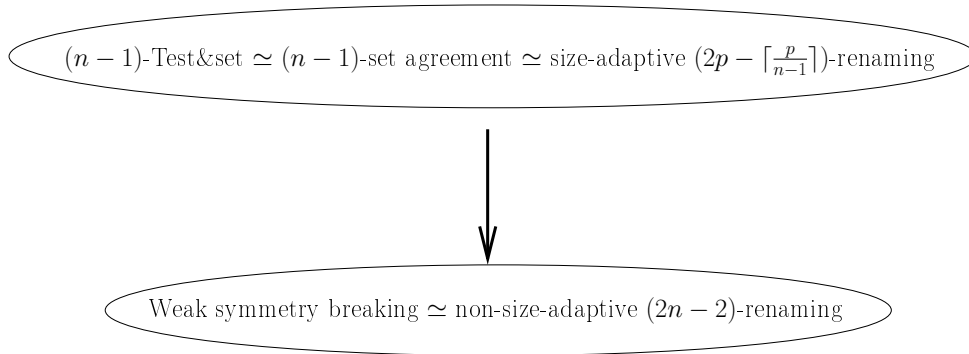 (n − 1)-Test&set ≃ (n − 1)-set agreement ≃ size-adaptive (2p − ⌈p/(n−1)⌉)-renaming
Weak symmetry breaking ≃ non-size-adaptive (2n − 2)-renaming